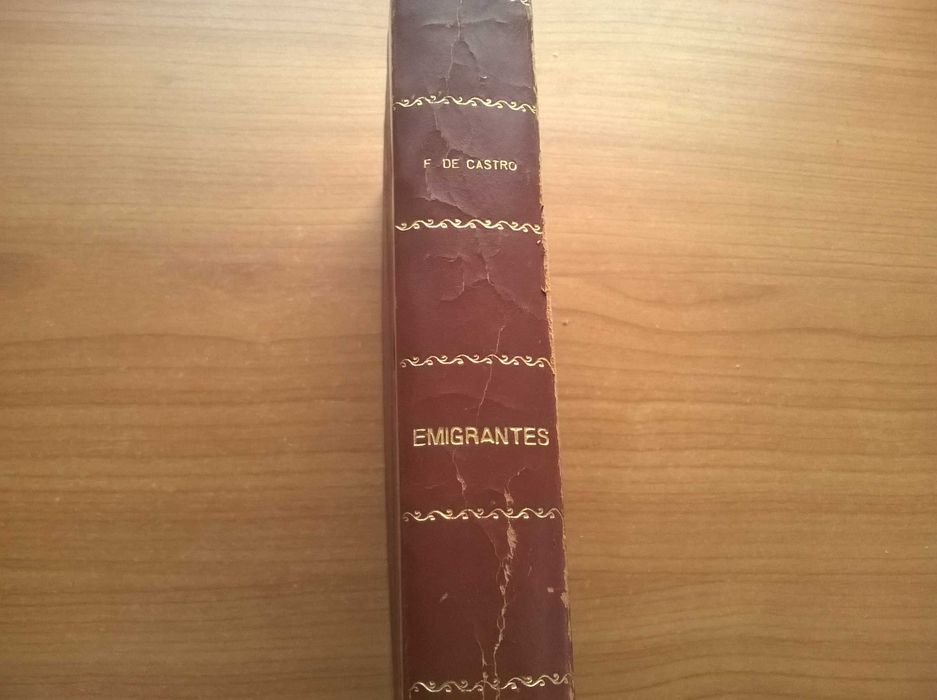 F. DE CASTRO
EMIGRANTES